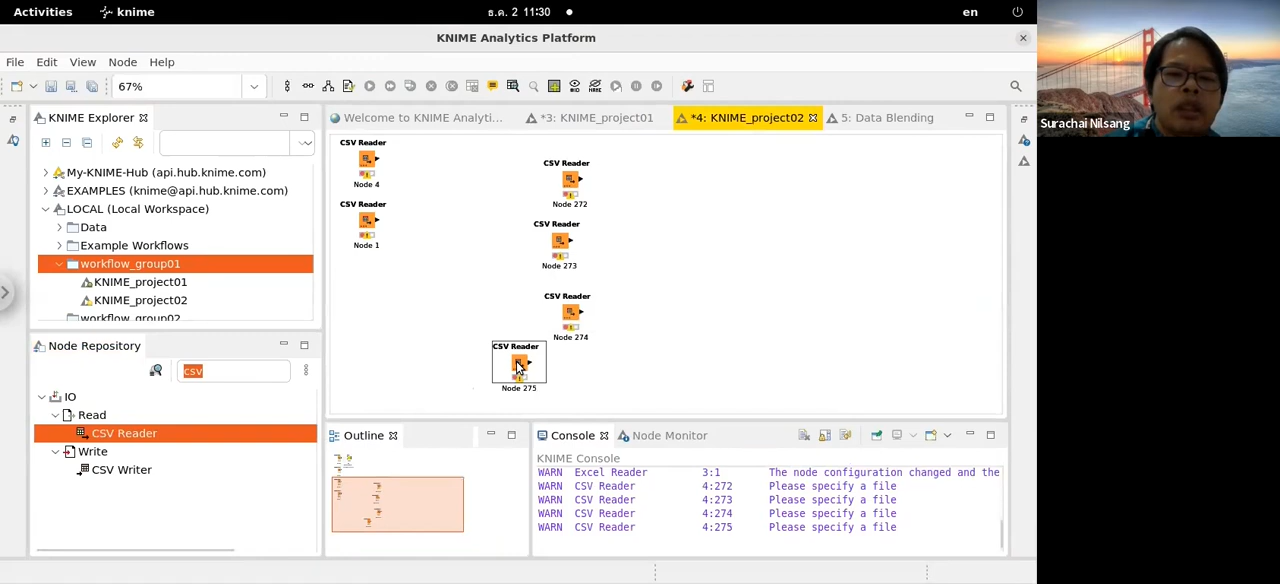 Activities
knime
ธ.ค. 2 11:30
en
KNIME Analytics Platform
File Edit View Node Help
67%
KNIME Explorer
My-KNIME-Hub (api.hub.knime.com)
EXAMPLES (knime@api.hub.knime.com)
LOCAL (Local Workspace)
Data
Example Workflows
workflow_group01
KNIME_project01
KNIME_project02
workflow_group02
Node Repository
csv
IO
Read
CSV Reader
Write
CSV Writer
Welcome to KNIME Analyti...
*3: KNIME_project01
*4: KNIME_project02
5: Data Blending
CSV Reader
Node 4
CSV Reader
Node 1
CSV Reader
Node 272
CSV Reader
Node 273
CSV Reader
Node 274
CSV Reader
Node 275
Outline
Console
Node Monitor
KNIME Console
WARN Excel Reader 3:1 The node configuration changed and the
WARN CSV Reader 4:272 Please specify a file
WARN CSV Reader 4:273 Please specify a file
WARN CSV Reader 4:274 Please specify a file
WARN CSV Reader 4:275 Please specify a file
Surachai Nilsang